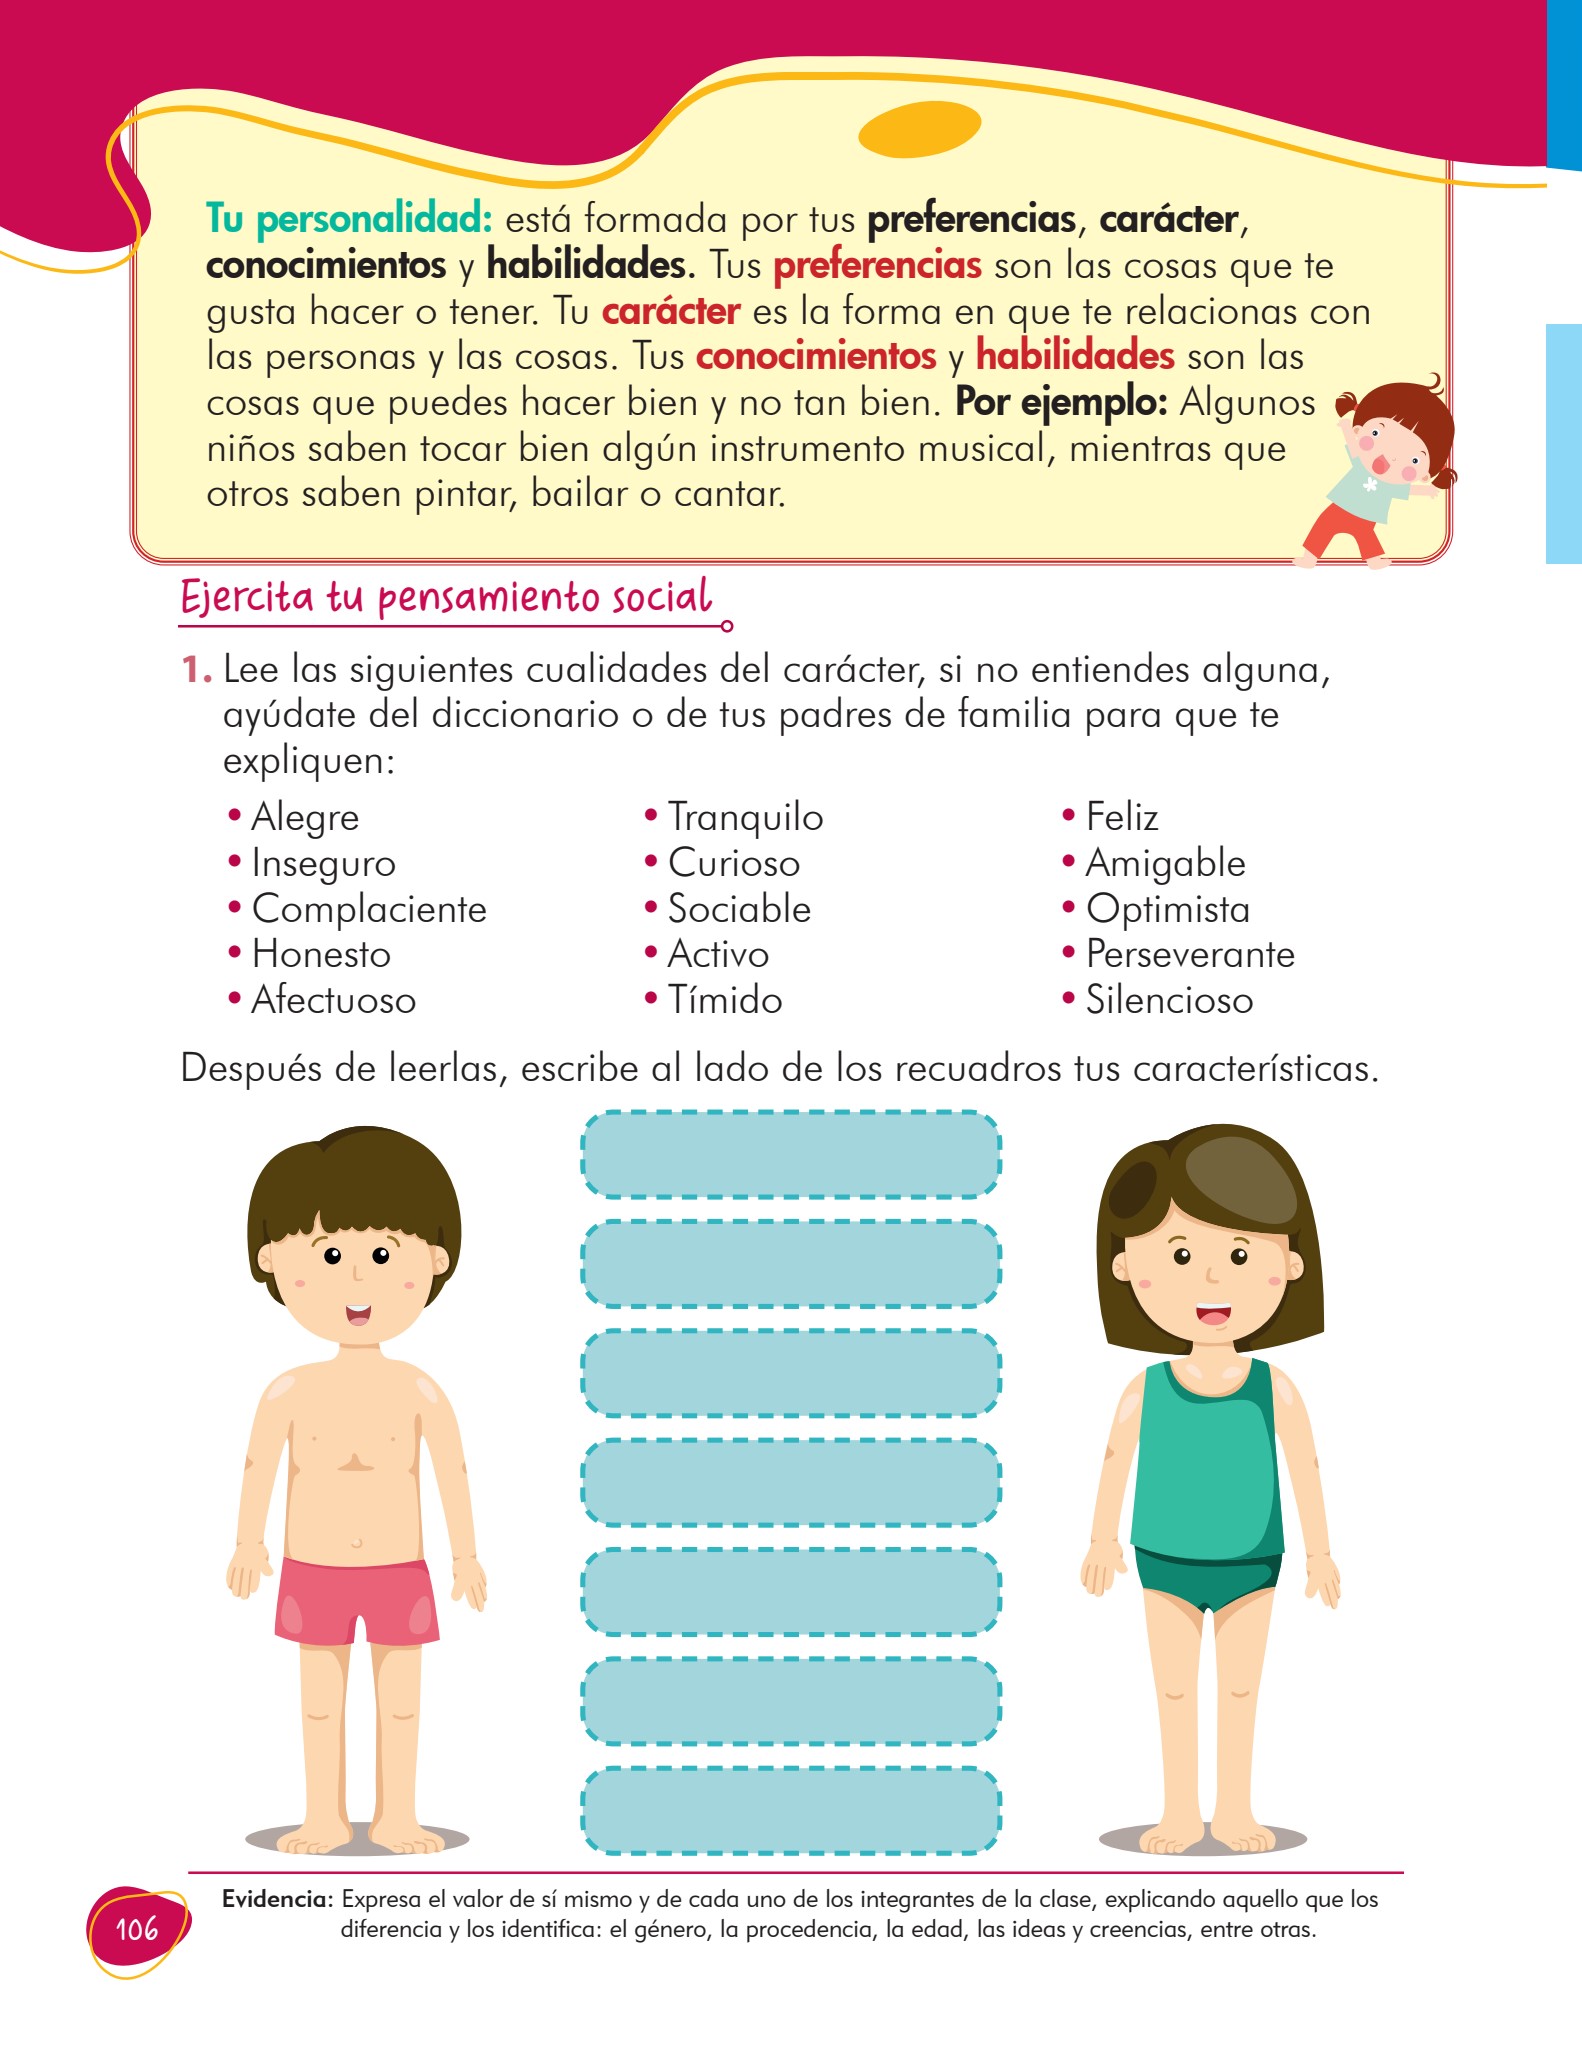 Tu personalidad: está formada por tus preferencias, carácter,
conocimientos y habilidades. Tus preferencias son las cosas que te
gusta hacer o tener. Tu carácter es la forma en que te relacionas con
las personas y las cosas. Tus conocimientos y habilidades son las
cosas que puedes hacer bien y no tan bien. Por ejemplo: Algunos
niños saben tocar bien algún instrumento musical, mientras que
otros saben pintar, bailar o cantar.
Ejercita tu pensamiento social
1. Lee las siguientes cualidades del carácter, si no entiendes alguna,
ayúdate del diccionario o de tus padres de familia para que te
expliquen:
• Alegre
• Inseguro
• Complaciente
• Honesto
• Afectuoso
• Tranquilo
• Curioso
• Sociable
• Activo
• Tímido
• Feliz
• Amigable
• Optimista
• Perseverante
• Silencioso
Después de leerlas, escribe al lado de los recuadros tus características.
Evidencia: Expresa el valor de sí mismo y de cada uno de los integrantes de la clase, explicando aquello que los
diferencia y los identifica: el género, la procedencia, la edad, las ideas y creencias, entre otras.
106